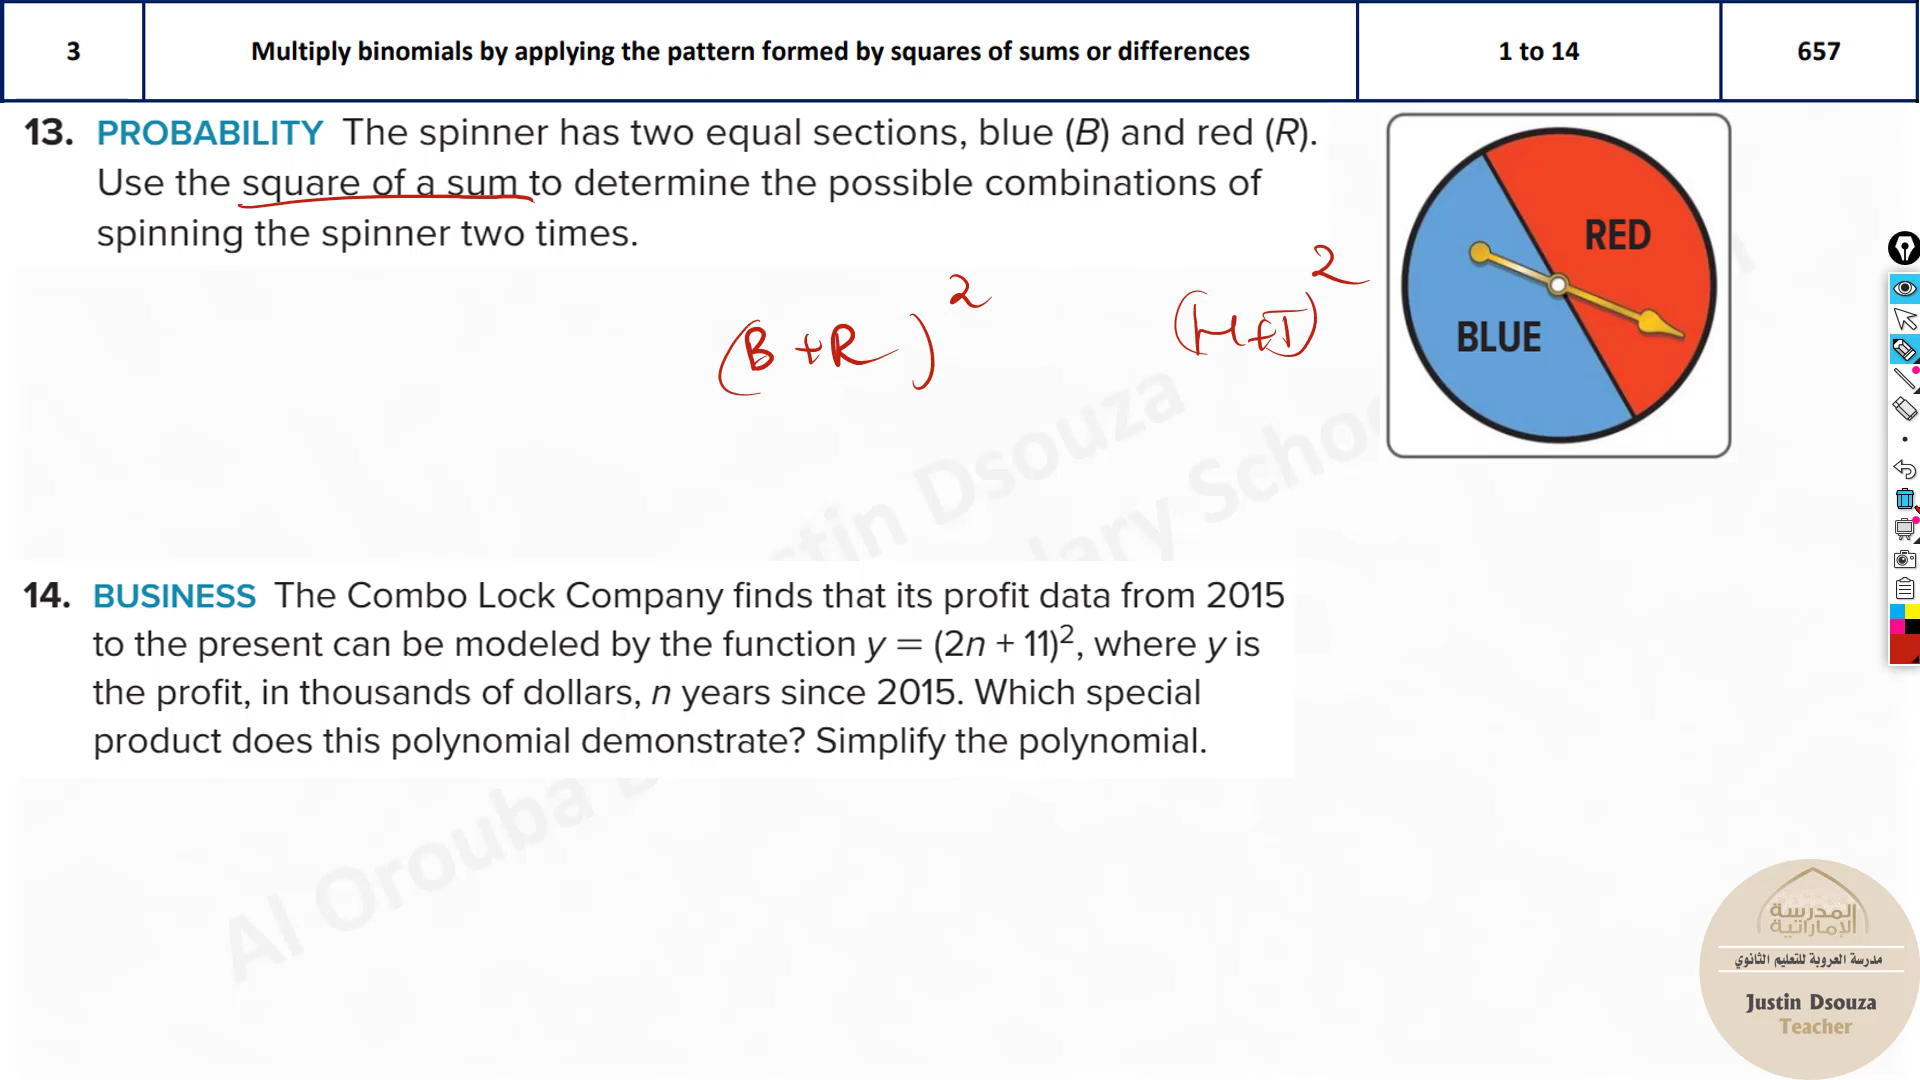 3 Multiply binomials by applying the pattern formed by squares of sums or differences 1 to 14 657
13. PROBABILITY The spinner has two equal sections, blue (B) and red (R).
Use the square of a sum to determine the possible combinations of
spinning the spinner two times.
RED
BLUE
(B + R)²
(H + T)²
stin Dsouza
dary Schoo
14. BUSINESS The Combo Lock Company finds that its profit data from 2015
to the present can be modeled by the function y = (2n + 11)², where y is
the profit, in thousands of dollars, n years since 2015. Which special
product does this polynomial demonstrate? Simplify the polynomial.
Al Orouba
المدرسة
الإماراتية
مدرسة العروبة للتعليم الثانوي
Justin Dsouza
Teacher